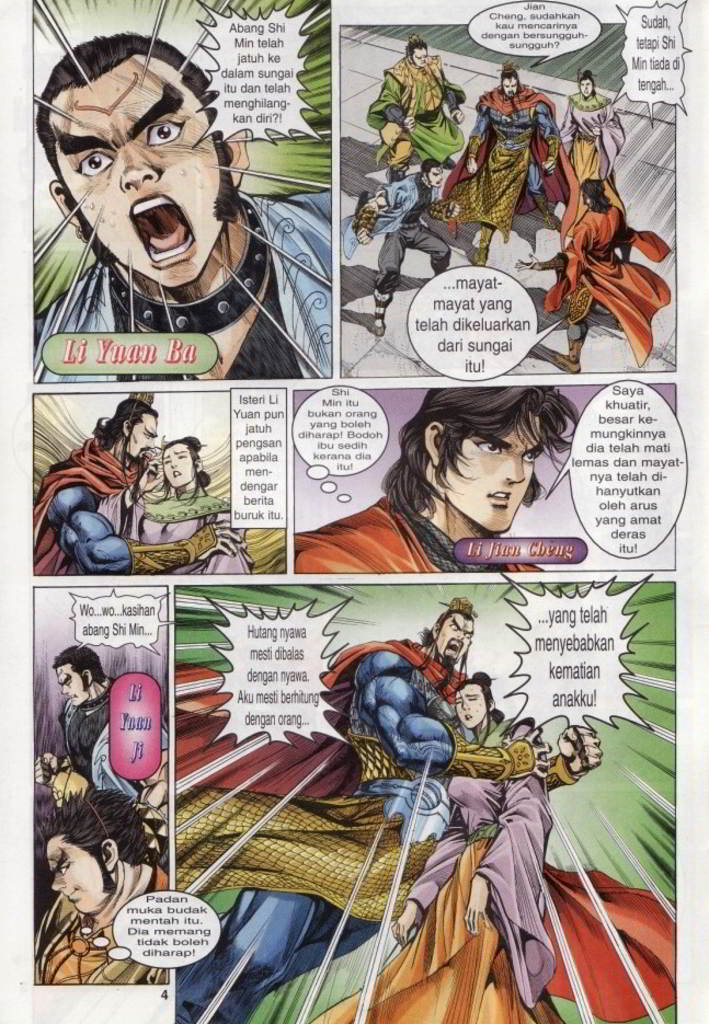 Abang Shi
Min telah
jatuh ke
dalam sungai
itu dan telah
menghilang-
kan diri?!
Li Yuan Ba
Jian
Cheng, sudahkah
kau mencarinya
dengan bersungguh-
sungguh?
Sudah,
tetapi Shi
Min tiada di
tengah...
...mayat-
mayat yang
telah dikeluarkan
dari sungai
itu!
Isteri Li
Yuan pun
jatuh
pengsan
apabila
men-
dengar
berita
buruk itu.
Shi
Min itu
bukan orang
yang boleh
diharap! Bodoh
ibu sedih
kerana dia
itu!
Saya
khuatir,
besar ke-
mungkinnya
dia telah mati
lemas dan mayat-
nya telah di-
hanyutkan
oleh arus
yang amat
deras
itu!
Li Jian Cheng
Wo...wo...kasihan
abang Shi Min...
Li
Yuan
Ji
Padan
muka budak
mentah itu.
Dia memang
tidak boleh
diharap!
Hutang nyawa
mesti dibalas
dengan nyawa.
Aku mesti berhitung
dengan orang...
...yang telah
menyebabkan
kematian
anakku!
4